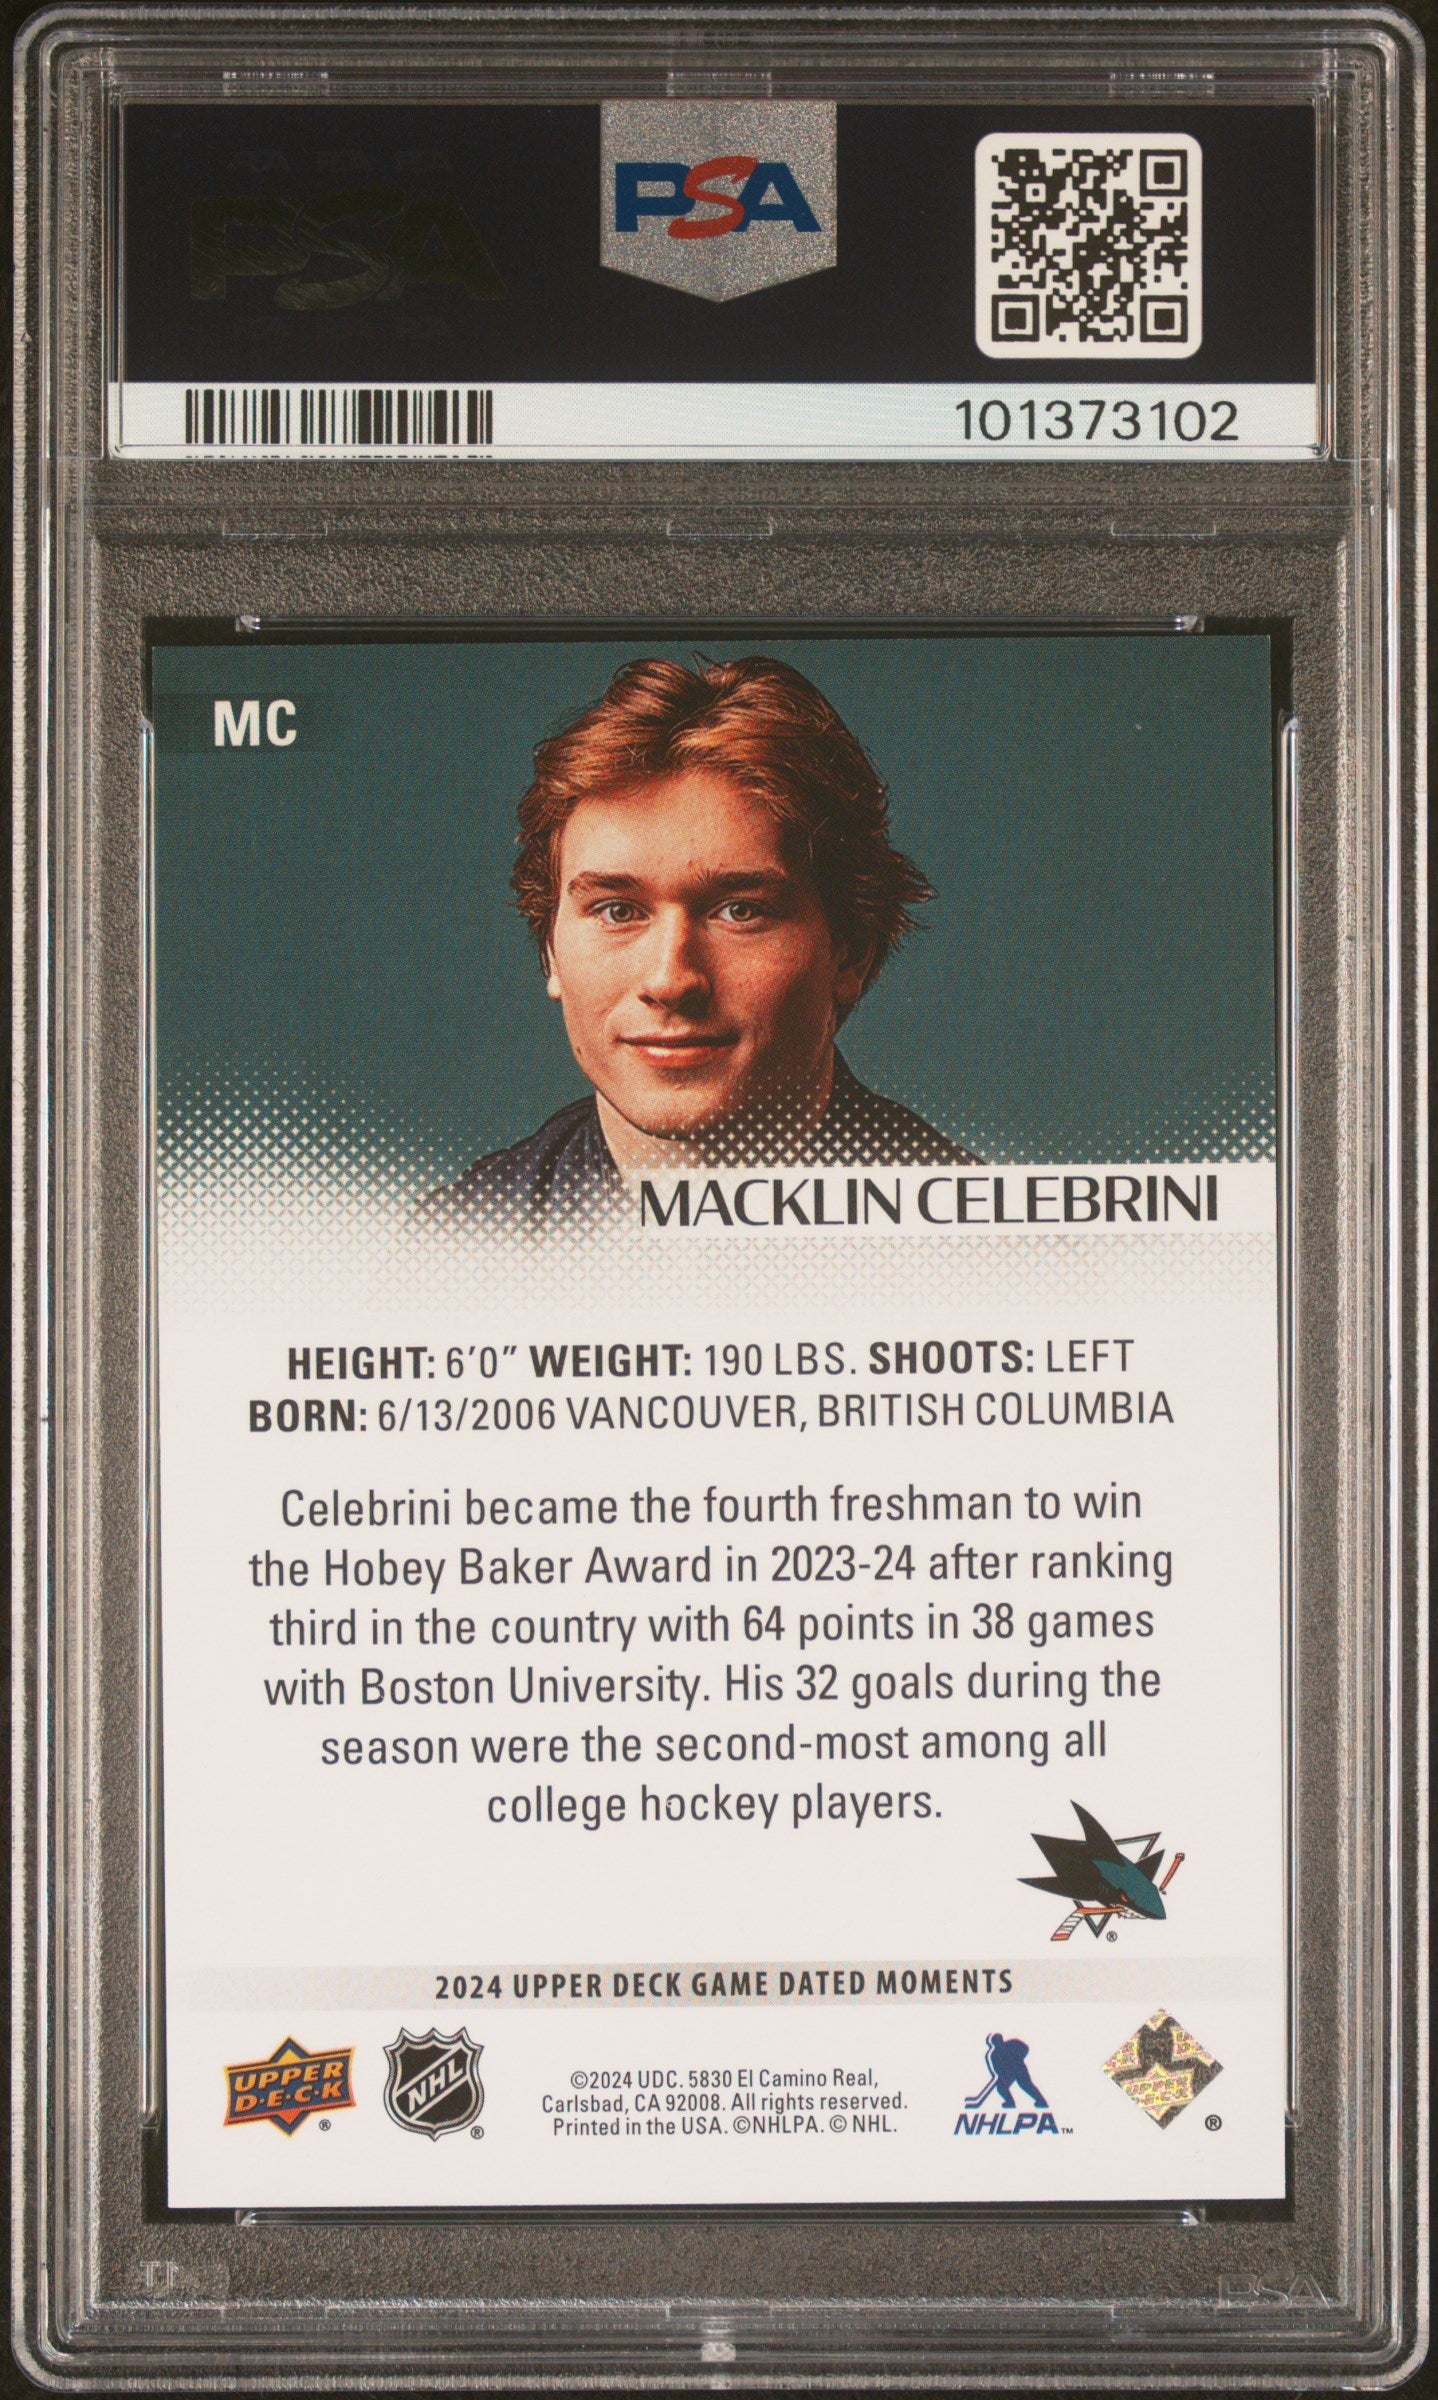 PSA
101373102
MC
MACKLIN CELEBRINI
HEIGHT: 6'0” WEIGHT: 190 LBS. SHOOTS: LEFT
BORN: 6/13/2006 VANCOUVER, BRITISH COLUMBIA
Celebrini became the fourth freshman to win
the Hobey Baker Award in 2023-24 after ranking
third in the country with 64 points in 38 games
with Boston University. His 32 goals during the
season were the second-most among all
college hockey players.
®
2024 UPPER DECK GAME DATED MOMENTS
UPPER
D·E·C·K
®
NHL
®
©2024 UDC. 5830 El Camino Real,
Carlsbad, CA 92008. All rights reserved.
Printed in the USA. ©NHLPA. © NHL.
NHLPA™
UPPER
DECK
®
PSA